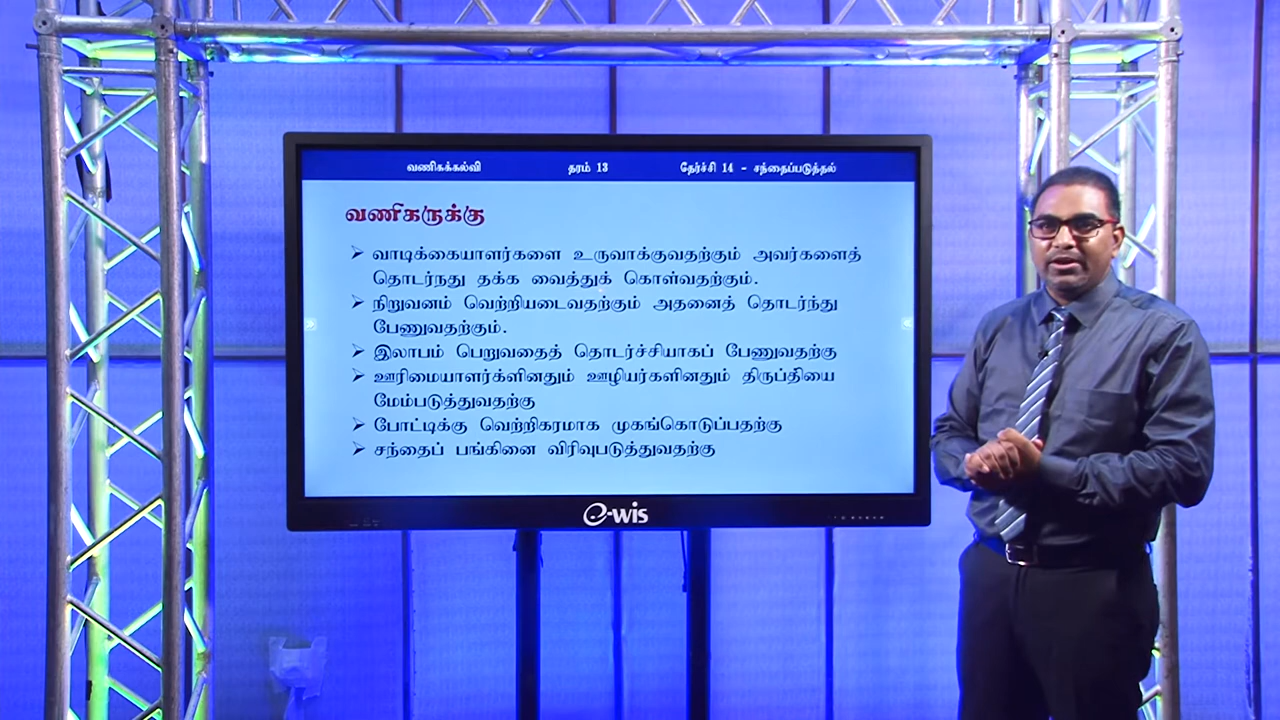 வணிகக்கல்வி தரம் 13 தேர்ச்சி 14 - சந்தைப்படுத்தல்
வணிகருக்கு
➢ வாடிக்கையாளர்களை உருவாக்குவதற்கும் அவர்களைத்
தொடர்நது தக்க வைத்துக் கொள்வதற்கும்.
➢ நிறுவனம் வெற்றியடைவதற்கும் அதனைத் தொடர்ந்து
பேணுவதற்கும்.
➢ இலாபம் பெறுவதைத் தொடர்ச்சியாகப் பேணுவதற்கு
➢ ஊரிமையாளர்க்ளினதும் ஊழியர்களினதும் திருப்தியை
மேம்படுத்துவதற்கு
➢ போட்டிக்கு வெற்றிகரமாக முகங்கொடுப்பதற்கு
➢ சந்தைப் பங்கினை விரிவுபடுத்துவதற்கு
e-wis